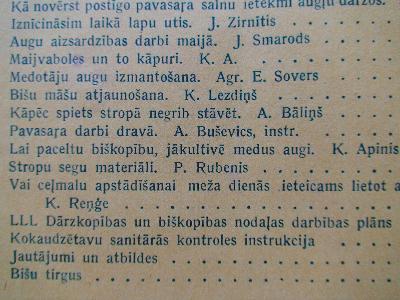 Kā novērst postīgo pavasaŗa salnu ietekmi augļu dārzos.
Iznīcināsim laikā lapu utis. J. Zirnītis
Augu aizsardzības darbi maijā. J. Smarods
Maijvaboles un to kāpuri. K. A.
Medotāju augu izmantošana. Agr. E. Sovers
Bišu māšu atjaunošana. K. Lezdiņš
Kāpēc spiets stropā negrib stāvēt. A. Bāliņš
Pavasaŗa darbi dravā. A. Buševics, instr.
Lai paceltu biškopību, jākultivē medus augi. K. Apinis
Stropu segu materiāli. P. Rubenis
Vai ceļmalu apstādīšanai meža dienās ieteicams lietot a
K. Reņģe
LLL Dārzkopības un biškopības nodaļas darbības plāns
Kokaudzētavu sanitārās kontroles instrukcija
Jautājumi un atbildes
Bišu tirgus